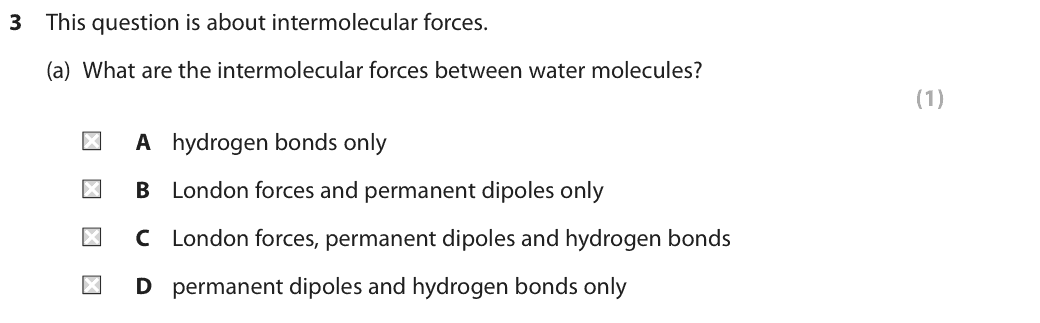 3 This question is about intermolecular forces.
(a) What are the intermolecular forces between water molecules?
(1)
A hydrogen bonds only
B London forces and permanent dipoles only
C London forces, permanent dipoles and hydrogen bonds
D permanent dipoles and hydrogen bonds only